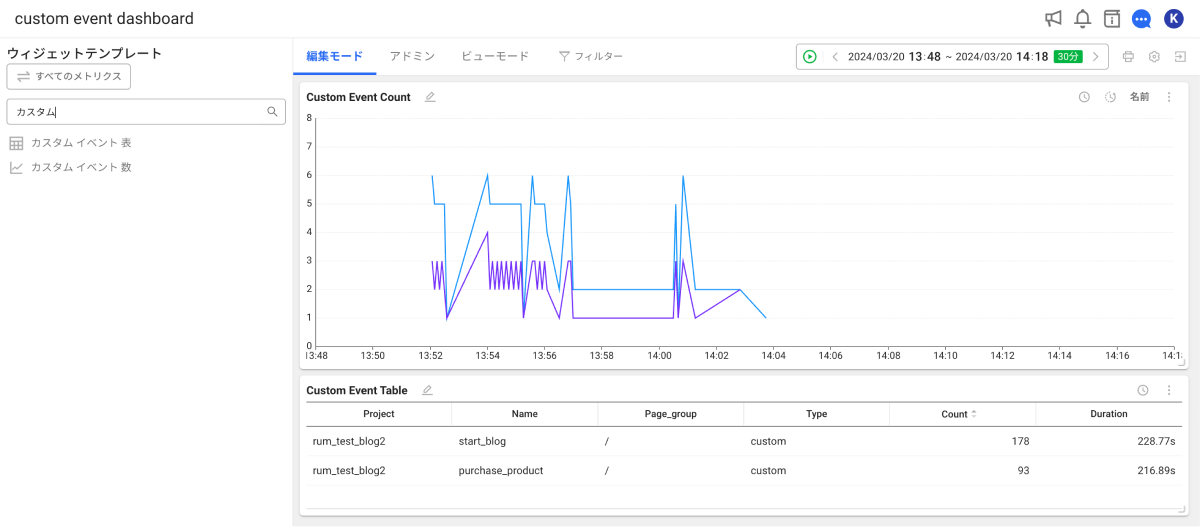 custom event dashboard
K
ウィジェットテンプレート
すべてのメトリクス
カスタム
カスタム イベント 表
カスタム イベント 数
編集モード アドミン ビューモード フィルター
2024/03/20 13:48 ~ 2024/03/20 14:18 30分
Custom Event Count
名前
8
7
6
5
4
3
2
1
0
13:48 13:50 13:52 13:54 13:56 13:58 14:00 14:02 14:04 14:06 14:08 14:10 14:12 14:14 14:16
Custom Event Table
Project Name Page_group Type Count Duration
rum_test_blog2 start_blog / custom 178 228.77s
rum_test_blog2 purchase_product / custom 93 216.89s